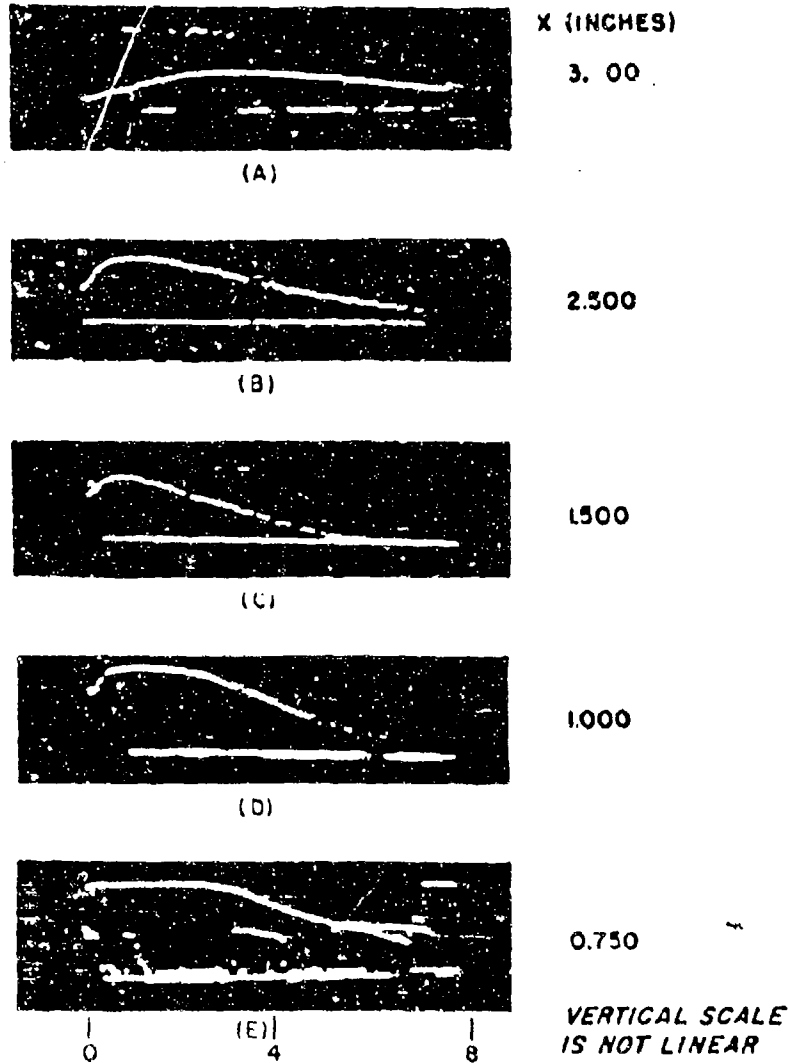 X (INCHES)
3. 00
(A)
2.500
(B)
1.500
(C)
1.000
(D)
0.750
(E)
0 4 8
VERTICAL SCALE
IS NOT LINEAR